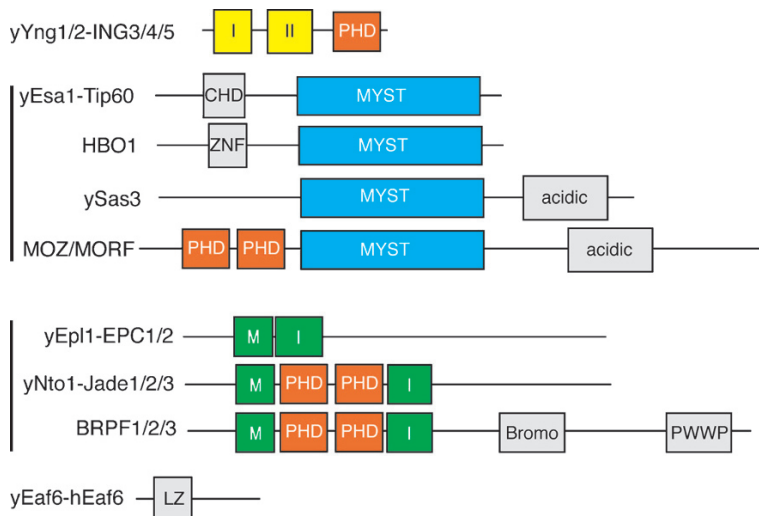 yYng1/2-ING3/4/5 I II PHD
yEsa1-Tip60 CHD MYST
HBO1 ZNF MYST
ySas3 MYST acidic
MOZ/MORF PHD PHD MYST acidic
yEpl1-EPC1/2 M I
yNto1-Jade1/2/3 M PHD PHD I
BRPF1/2/3 M PHD PHD I Bromo PWWP
yEaf6-hEaf6 LZ